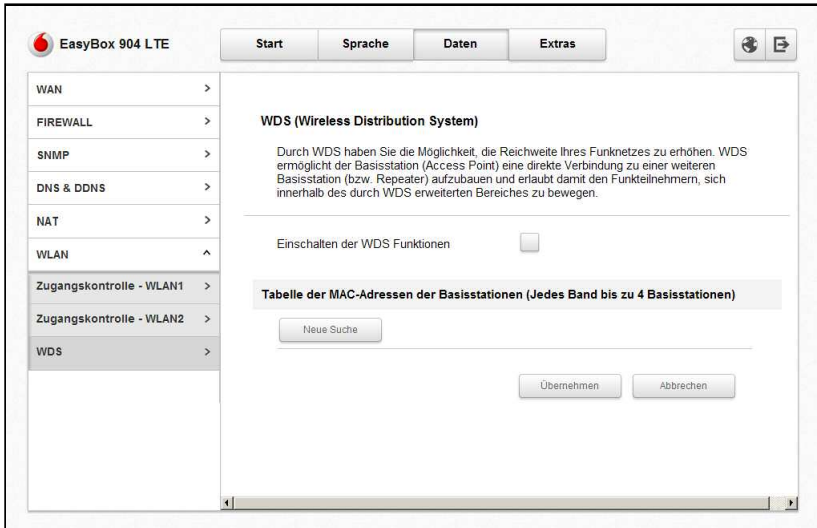 EasyBox 904 LTE
Start
Sprache
Daten
Extras
WAN
FIREWALL
SNMP
DNS & DDNS
NAT
WLAN
Zugangskontrolle - WLAN1
Zugangskontrolle - WLAN2
WDS
WDS (Wireless Distribution System)
Durch WDS haben Sie die Möglichkeit, die Reichweite Ihres Funknetzes zu erhöhen. WDS
ermöglicht der Basisstation (Access Point) eine direkte Verbindung zu einer weiteren
Basisstation (bzw. Repeater) aufzubauen und erlaubt damit den Funkteilnehmern, sich
innerhalb des durch WDS erweiterten Bereiches zu bewegen.
Einschalten der WDS Funktionen
Tabelle der MAC-Adressen der Basisstationen (Jedes Band bis zu 4 Basisstationen)
Neue Suche
Übernehmen
Abbrechen